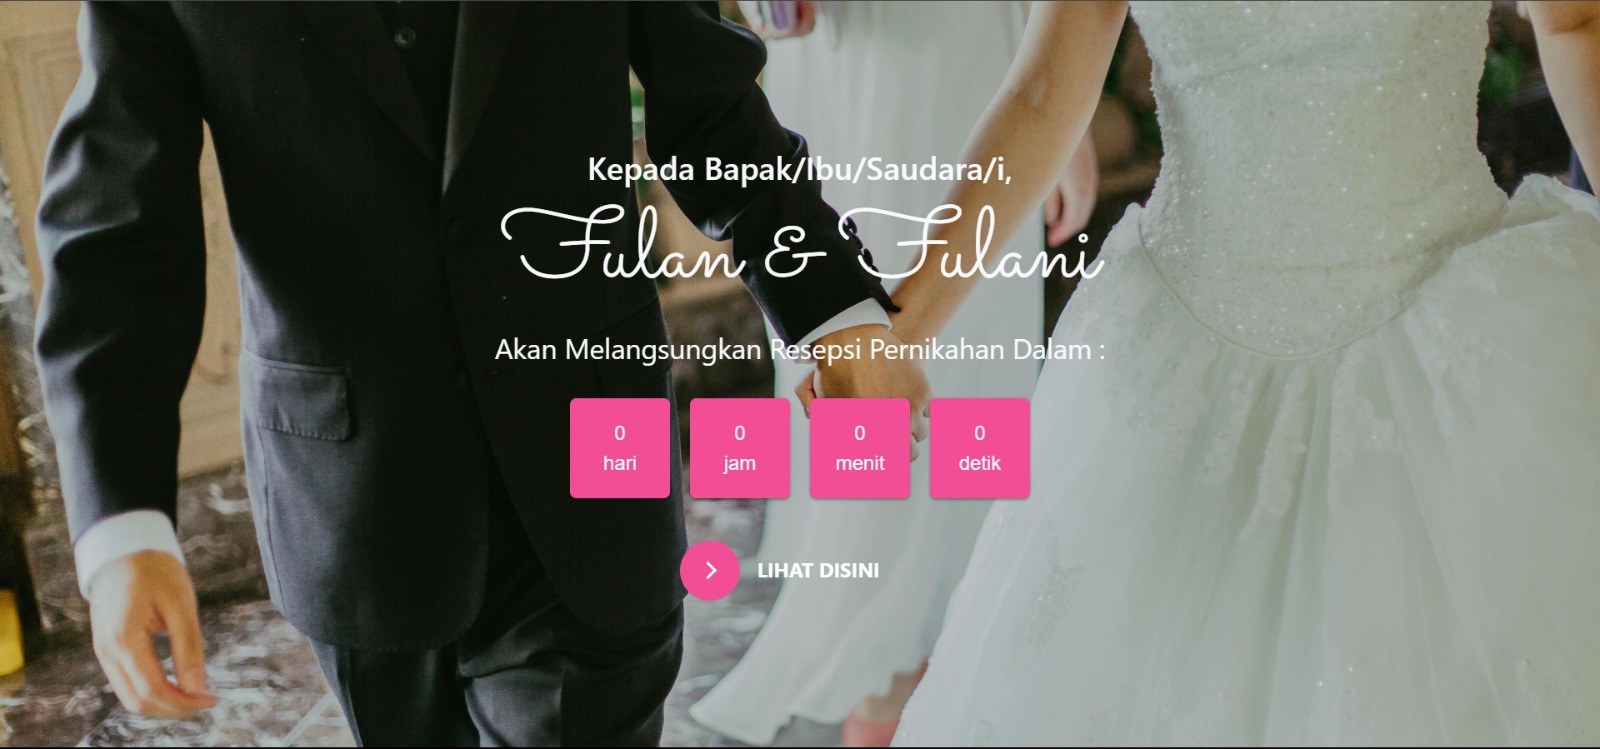 Kepada Bapak/Ibu/Saudara/i,
Fulan & Fulani
Akan Melangsungkan Resepsi Pernikahan Dalam :
0 0 0 0
hari jam menit detik
LIHAT DISINI